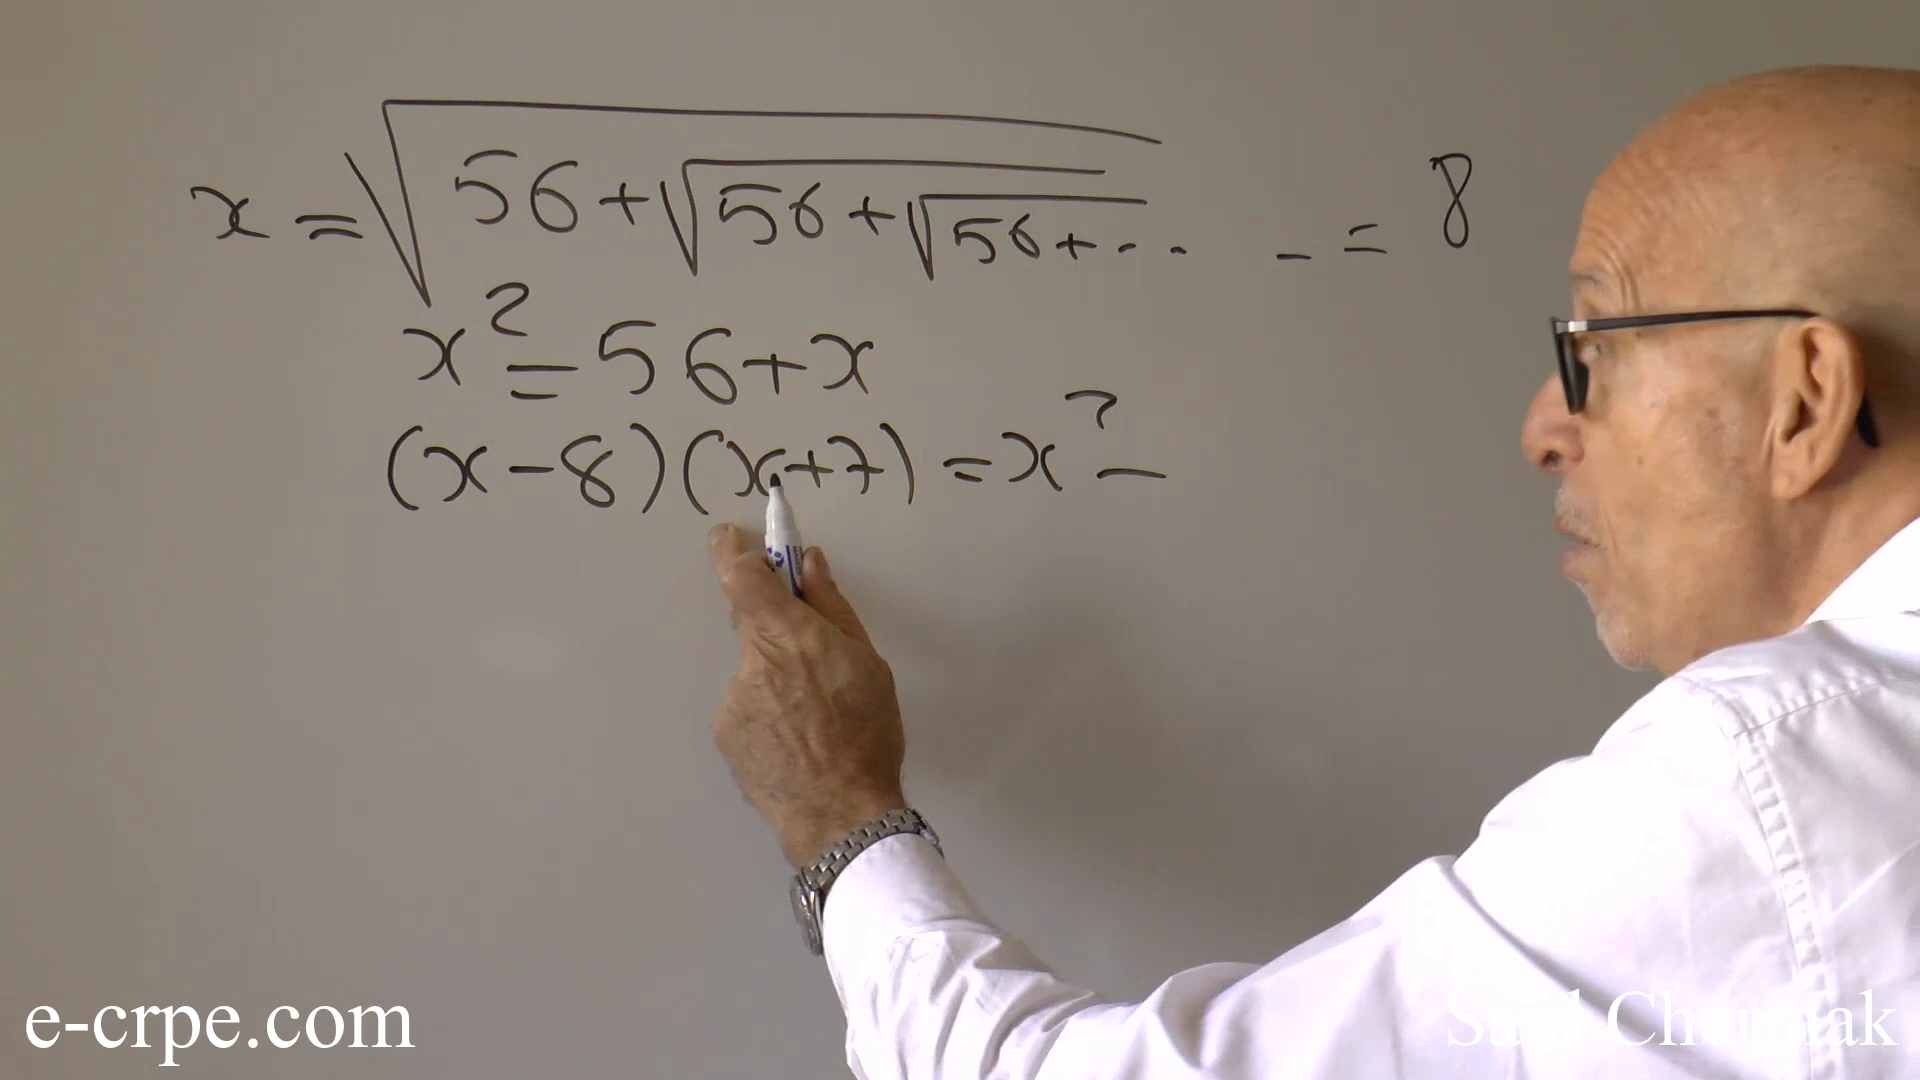 x = √56 + √56 + √56 + .. - = 8
x² = 56 + x
(x - 8)(x + 7) = x² -
e-crpe.com